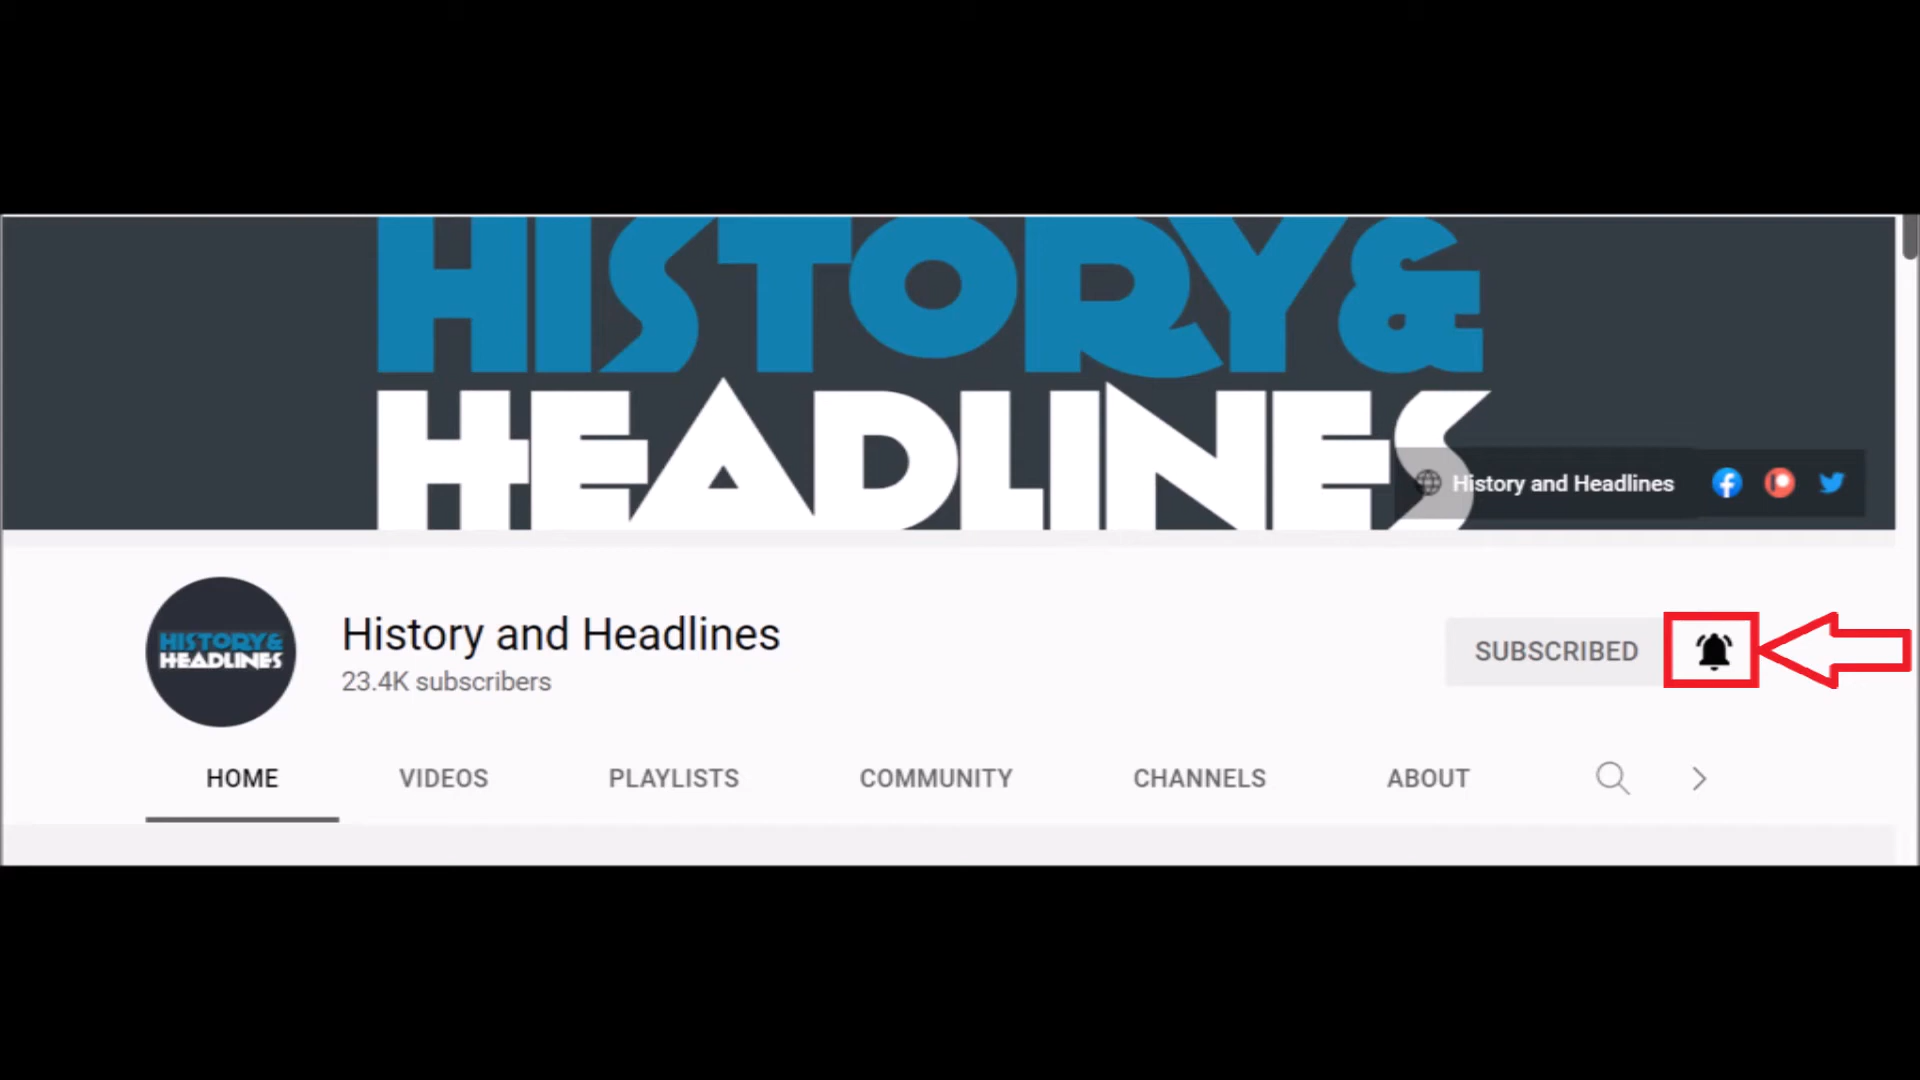 HISTORY&
HEADLINES
History and Headlines
HISTORY&
HEADLINES
History and Headlines
23.4K subscribers
SUBSCRIBED
HOME VIDEOS PLAYLISTS COMMUNITY CHANNELS ABOUT